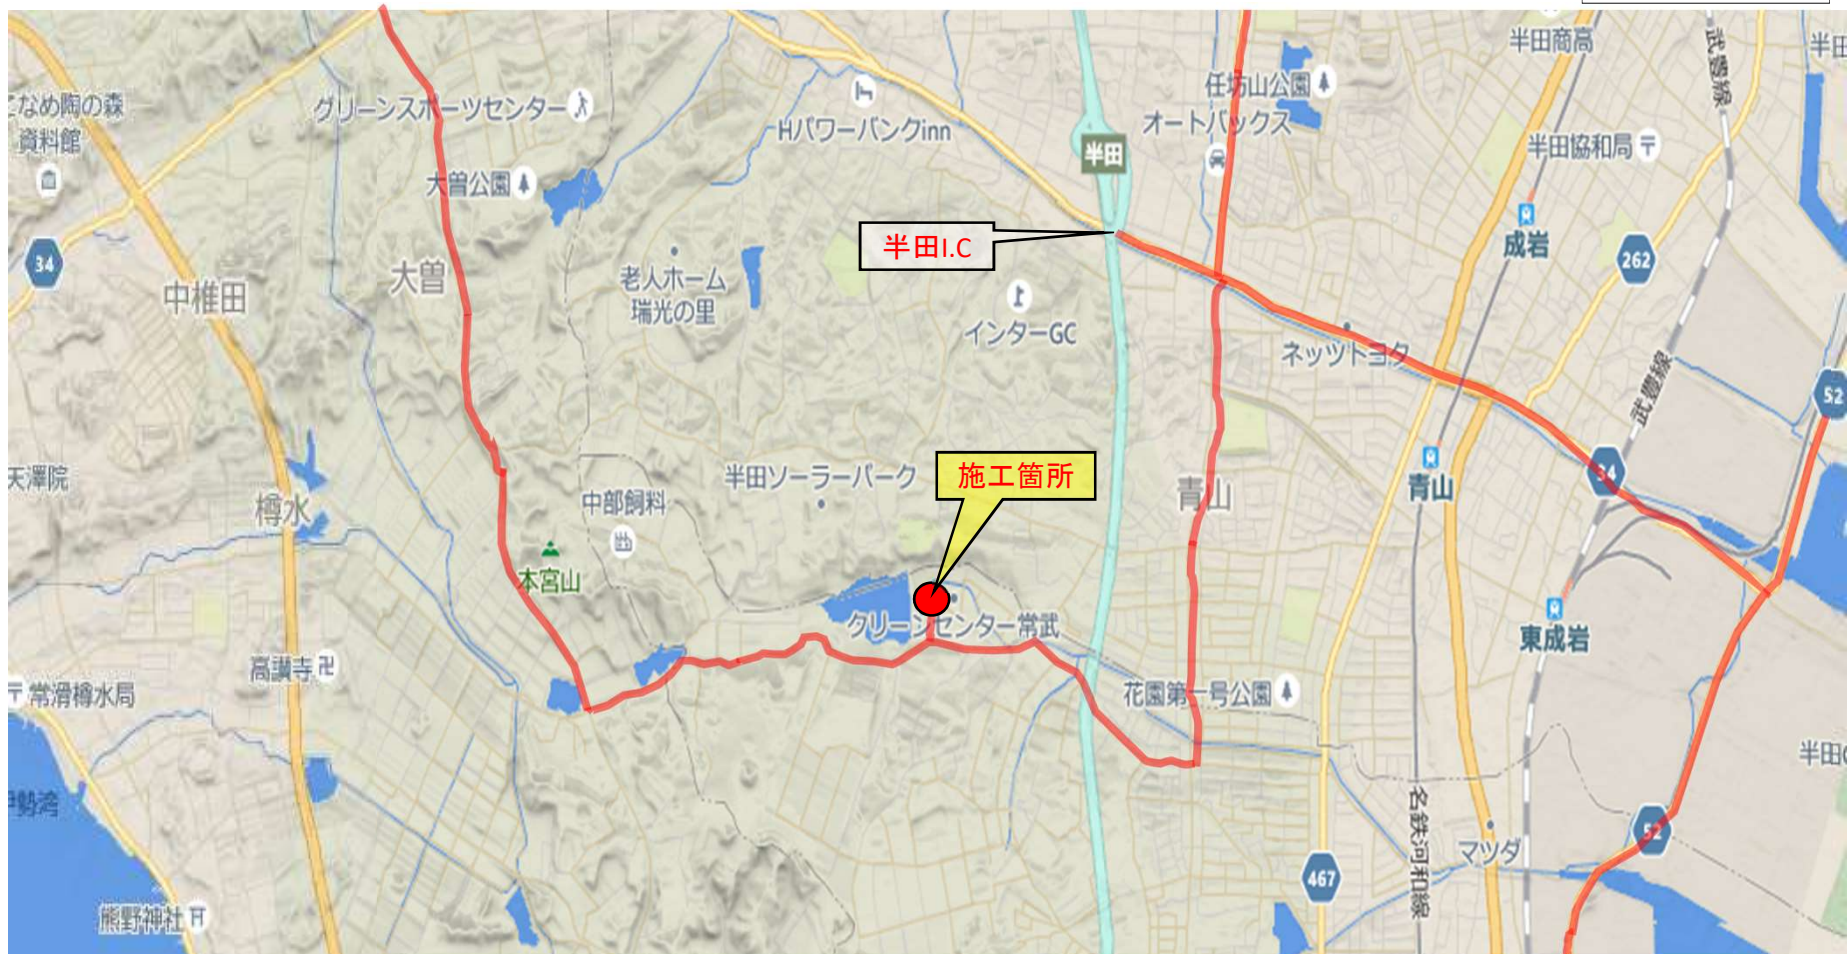 半田商高
武豊線
任坊山公園
オートバックス
半田協和局
グリーンスポーツセンター
Hパワーバンクinn
半田
なめ陶の森
資料館
大曽公園
成岩
262
34
中椎田
大曽
老人ホーム
瑞光の里
半田I.C
インターGC
ネッツトヨタ
武豊線
52
天澤院
樽水
中部飼料
半田ソーラーパーク
施工箇所
青山
青山
34
本宮山
クリーンセンター常武
東成岩
高讃寺
〒 常滑樽水局
花園第一号公園
半田
伊勢湾
名鉄河和線
マツダ
52
467
熊野神社